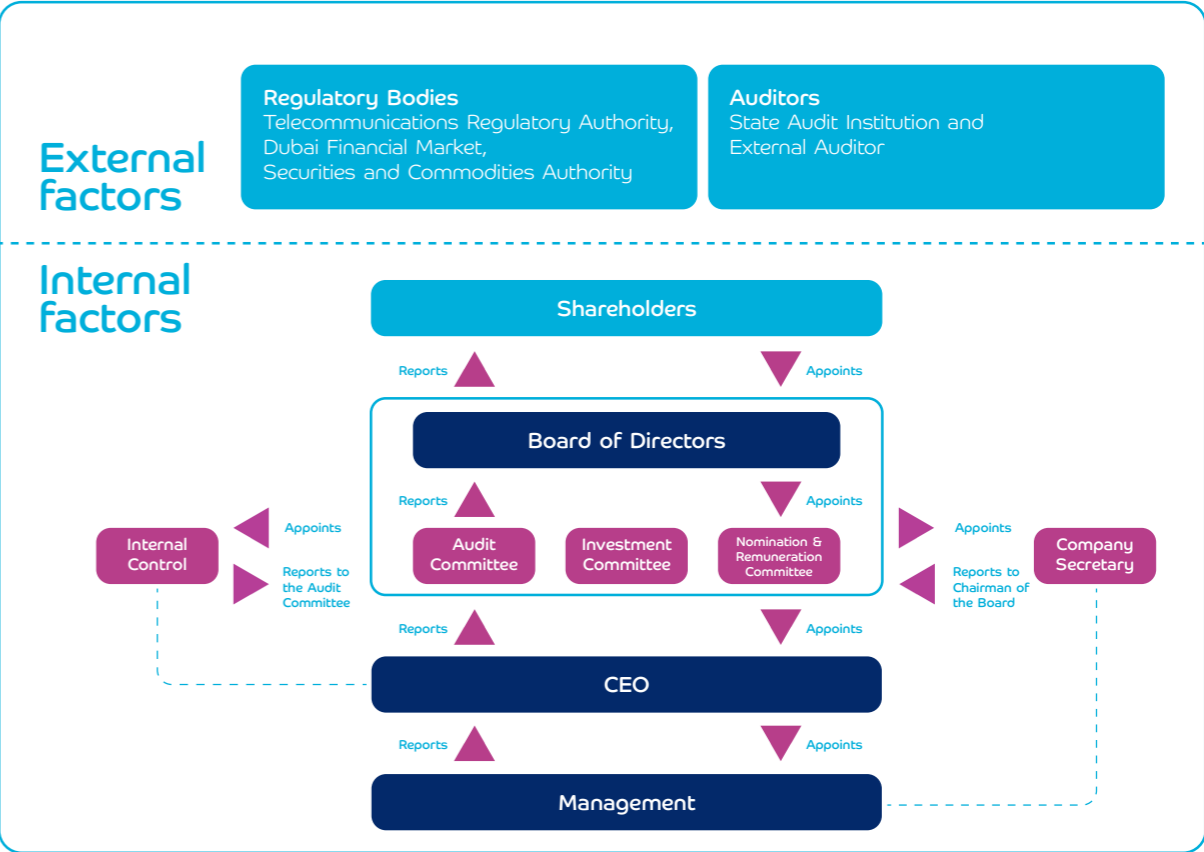 External
factors
Regulatory Bodies
Telecommunications Regulatory Authority,
Dubai Financial Market,
Securities and Commodities Authority
Auditors
State Audit Institution and
External Auditor
Internal
factors
Shareholders
Reports
Appoints
Board of Directors
Reports
Appoints
Internal
Control
Appoints
Reports to
the Audit
Committee
Audit
Committee
Investment
Committee
Nomination &
Remuneration
Committee
Appoints
Reports to
Chairman of
the Board
Company
Secretary
Reports
Appoints
CEO
Reports
Appoints
Management